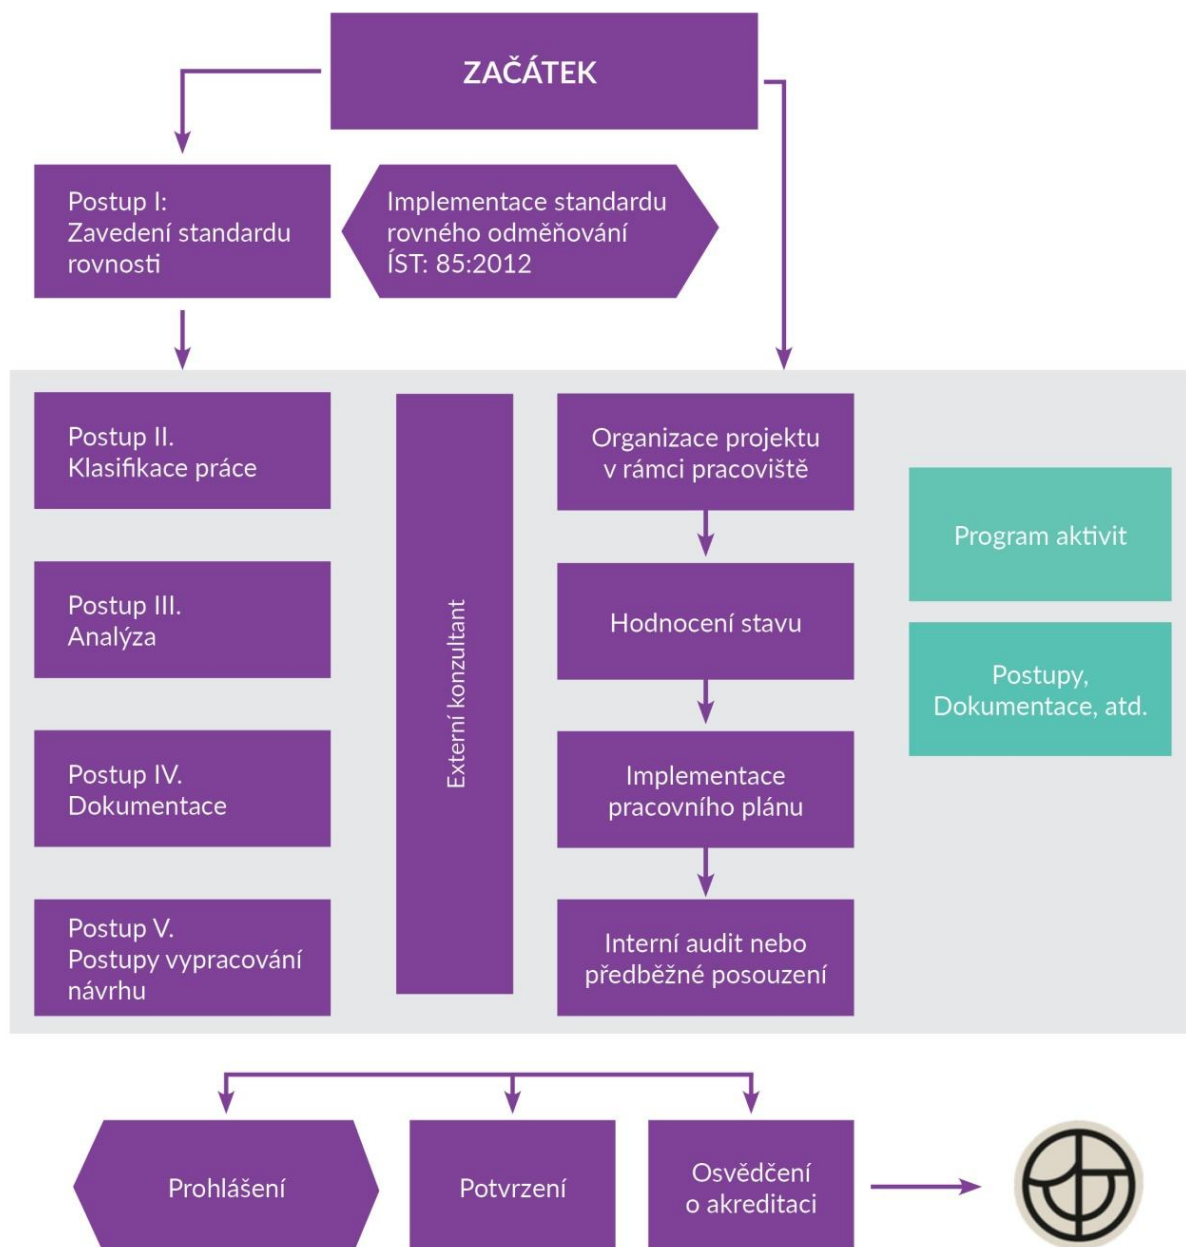 ZAČÁTEK
Postup I:
Zavedení standardu
rovnosti
Implementace standardu
rovného odměňování
ÍST: 85:2012
Postup II.
Klasifikace práce
Postup III.
Analýza
Postup IV.
Dokumentace
Postup V.
Postupy vypracování
návrhu
Externí konzultant
Organizace projektu
v rámci pracoviště
Hodnocení stavu
Implementace
pracovního plánu
Interní audit nebo
předběžné posouzení
Program aktivit
Postupy,
Dokumentace, atd.
Prohlášení
Potvrzení
Osvědčení
o akreditaci